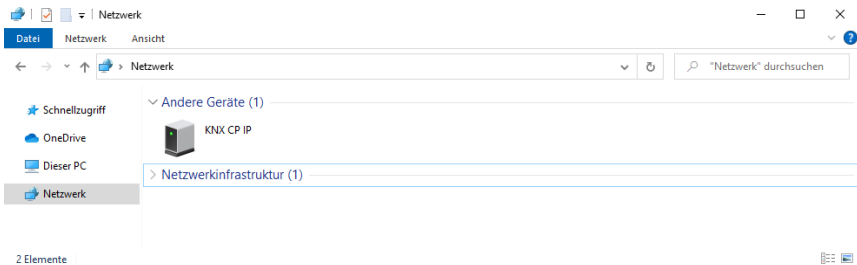 Netzwerk
Datei Netzwerk Ansicht
Netzwerk "Netzwerk" durchsuchen
Schnellzugriff
OneDrive
Dieser PC
Netzwerk
Andere Geräte (1)
KNX CP IP
Netzwerkinfrastruktur (1)
2 Elemente